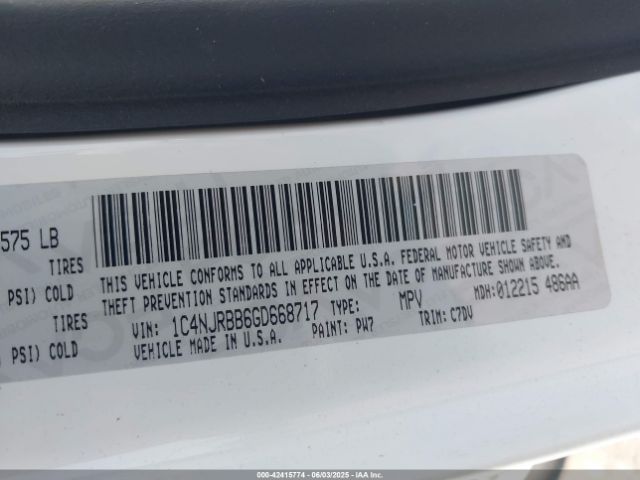 575 LB
TIRES
PSI) COLD
TIRES
PSI) COLD
THIS VEHICLE CONFORMS TO ALL APPLICABLE U.S.A. FEDERAL MOTOR VEHICLE SAFETY AND
THEFT PREVENTION STANDARDS IN EFFECT ON THE DATE OF MANUFACTURE SHOWN ABOVE.
VIN: 1C4NJRBB6GD668717 TYPE: MPV MDH:012215 486AA
VEHICLE MADE IN U.S.A. PAINT: PW7 TRIM: C7DV
000-42415774 | 06/03/2025 - IAA.com